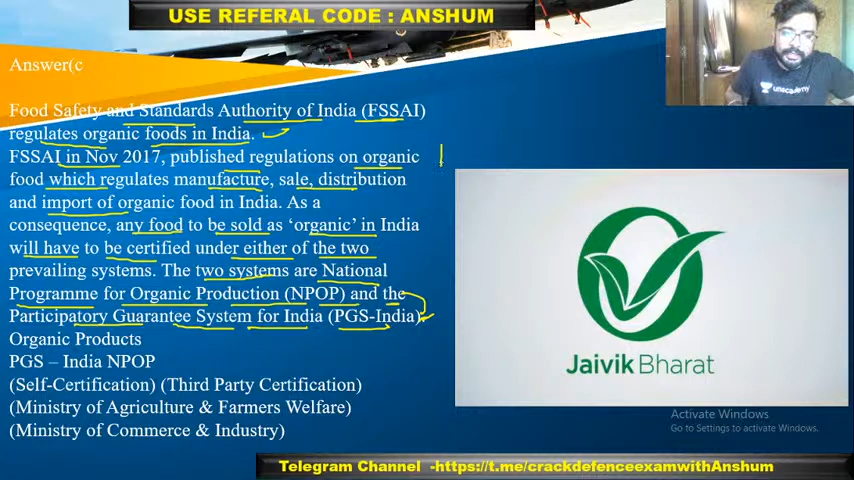 USE REFERAL CODE : ANSHUM
Answer(c
unacademy
Food Safety and Standards Authority of India (FSSAI)
regulates organic foods in India.
FSSAI in Nov 2017, published regulations on organic
food which regulates manufacture, sale, distribution
and import of organic food in India. As a
consequence, any food to be sold as ‘organic’ in India
will have to be certified under either of the two
prevailing systems. The two systems are National
Programme for Organic Production (NPOP) and the
Participatory Guarantee System for India (PGS-India).
Organic Products
PGS – India NPOP
(Self-Certification) (Third Party Certification)
(Ministry of Agriculture & Farmers Welfare)
(Ministry of Commerce & Industry)
Jaivik Bharat
Activate Windows
Go to Settings to activate Windows.
Telegram Channel -https://t.me/crackdefenceexamwithAnshum